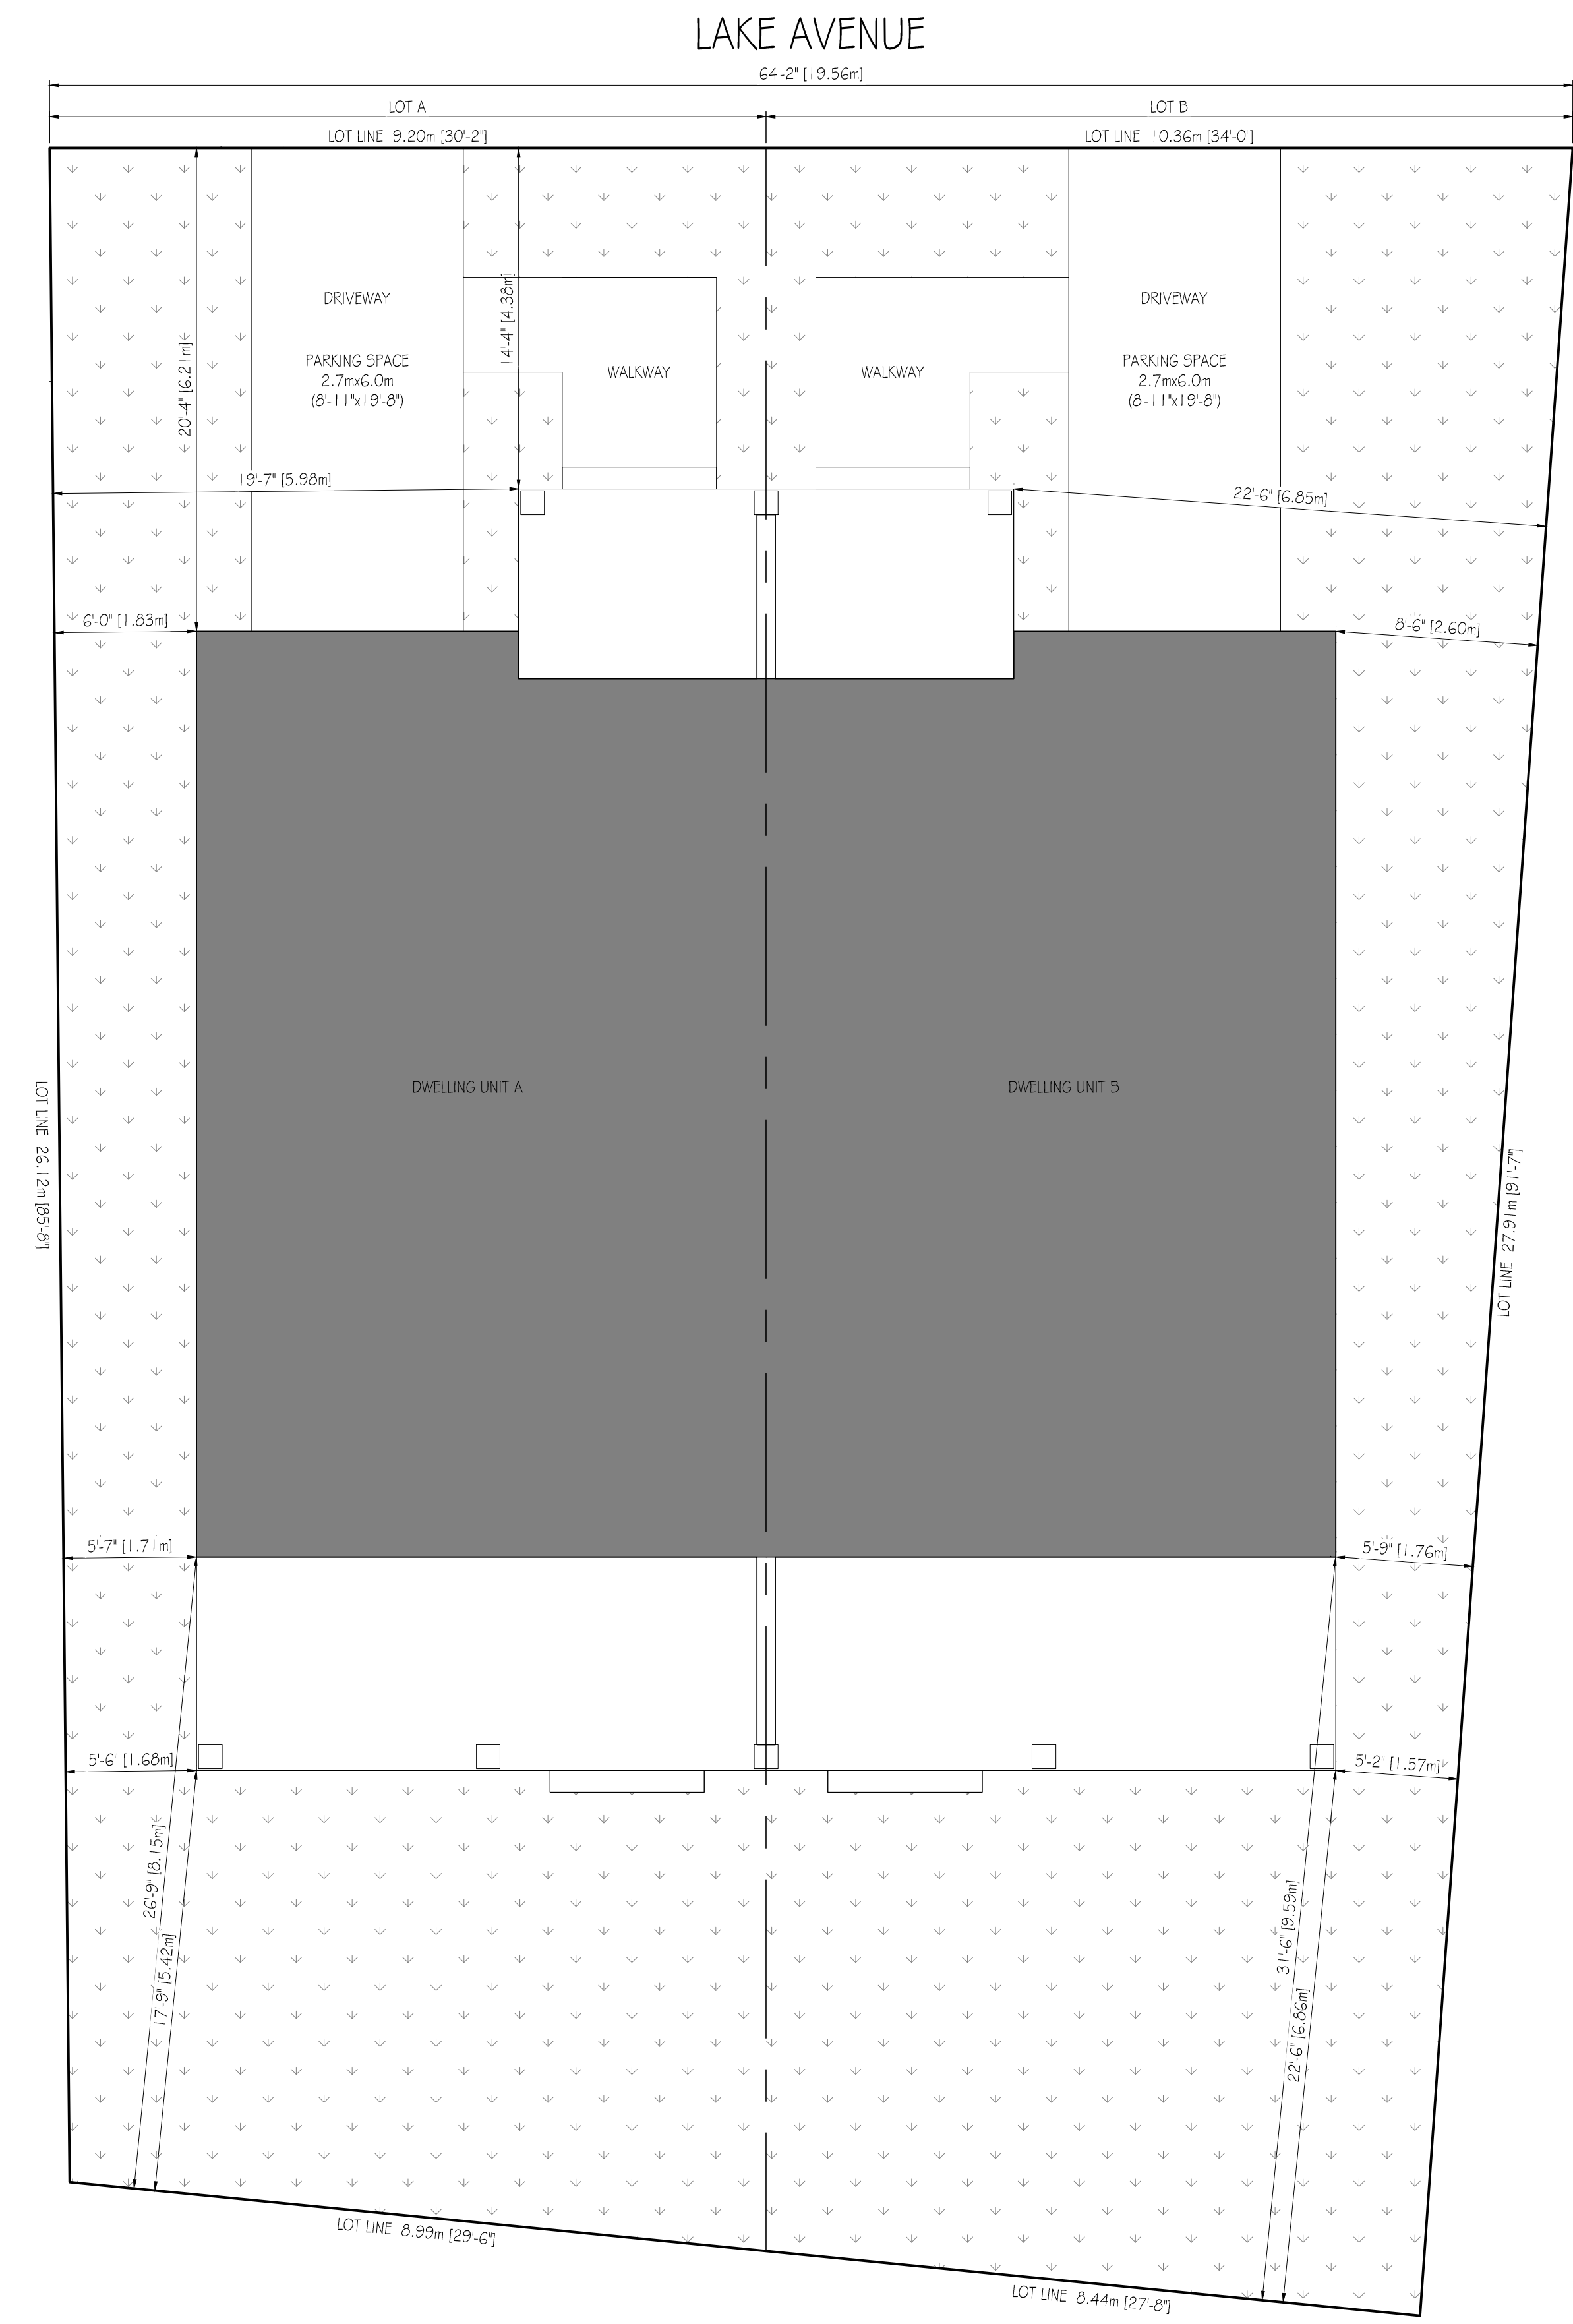 LAKE AVENUE
64'-2" [19.56m]
LOT A
LOT B
LOT LINE 9.20m [30'-2"]
LOT LINE 10.36m [34'-0"]
DRIVEWAY
14'-4" [4.38m]
DRIVEWAY
20'-4" [6.21m]
PARKING SPACE
2.7mx6.0m
(8'-11"x19'-8")
WALKWAY
WALKWAY
PARKING SPACE
2.7mx6.0m
(8'-11"x19'-8")
19'-7" [5.98m]
22'-6" [6.85m]
6'-0" [1.83m]
8'-6" [2.60m]
DWELLING UNIT A
DWELLING UNIT B
LOT LINE 26.12m [85'-8"]
LOT LINE 27.91m [91'-7"]
5'-7" [1.71m]
5'-9" [1.76m]
5'-6" [1.68m]
5'-2" [1.57m]
26'-9" [8.15m]
17'-9" [5.42m]
31'-6" [9.59m]
22'-6" [6.86m]
LOT LINE 8.99m [29'-6"]
LOT LINE 8.44m [27'-8"]